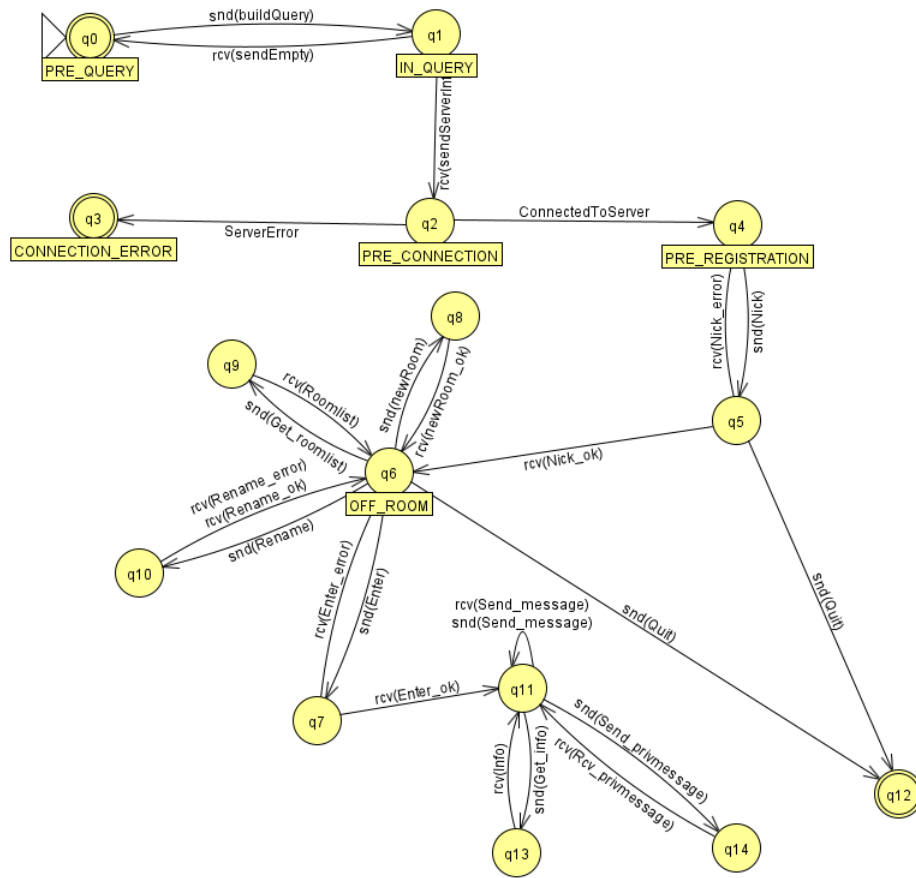 snd(buildQuery)
q0
q1
rcv(sendEmpty)
PRE_QUERY
IN_QUERY
rcv(sendServerInf
q3
q2
ConnectedToServer
q4
ServerError
CONNECTION_ERROR
PRE_CONNECTION
PRE_REGISTRATION
rcv(Nick_error)
snd(Nick)
q8
q9
rcv(Roomlist)
snd(newRoom)
rcv(newRoom_ok)
snd(Get_roomlist)
q5
rcv(Nick_ok)
q6
OFF_ROOM
rcv(Rename_error)
rcv(Rename_ok)
snd(Rename)
q10
rcv(Enter_error)
snd(Enter)
snd(Quit)
snd(Quit)
rcv(Send_message)
snd(Send_message)
q7
rcv(Enter_ok)
q11
snd(Send_privmessage)
rcv(Rcv_privmessage)
rcv(Info)
snd(Get_info)
q12
q13
q14